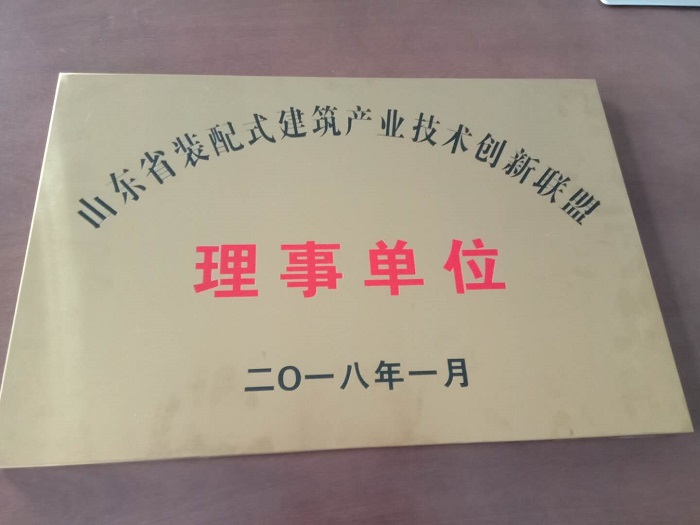 山东省装配式建筑产业技术创新联盟
理事单位
二〇一八年一月